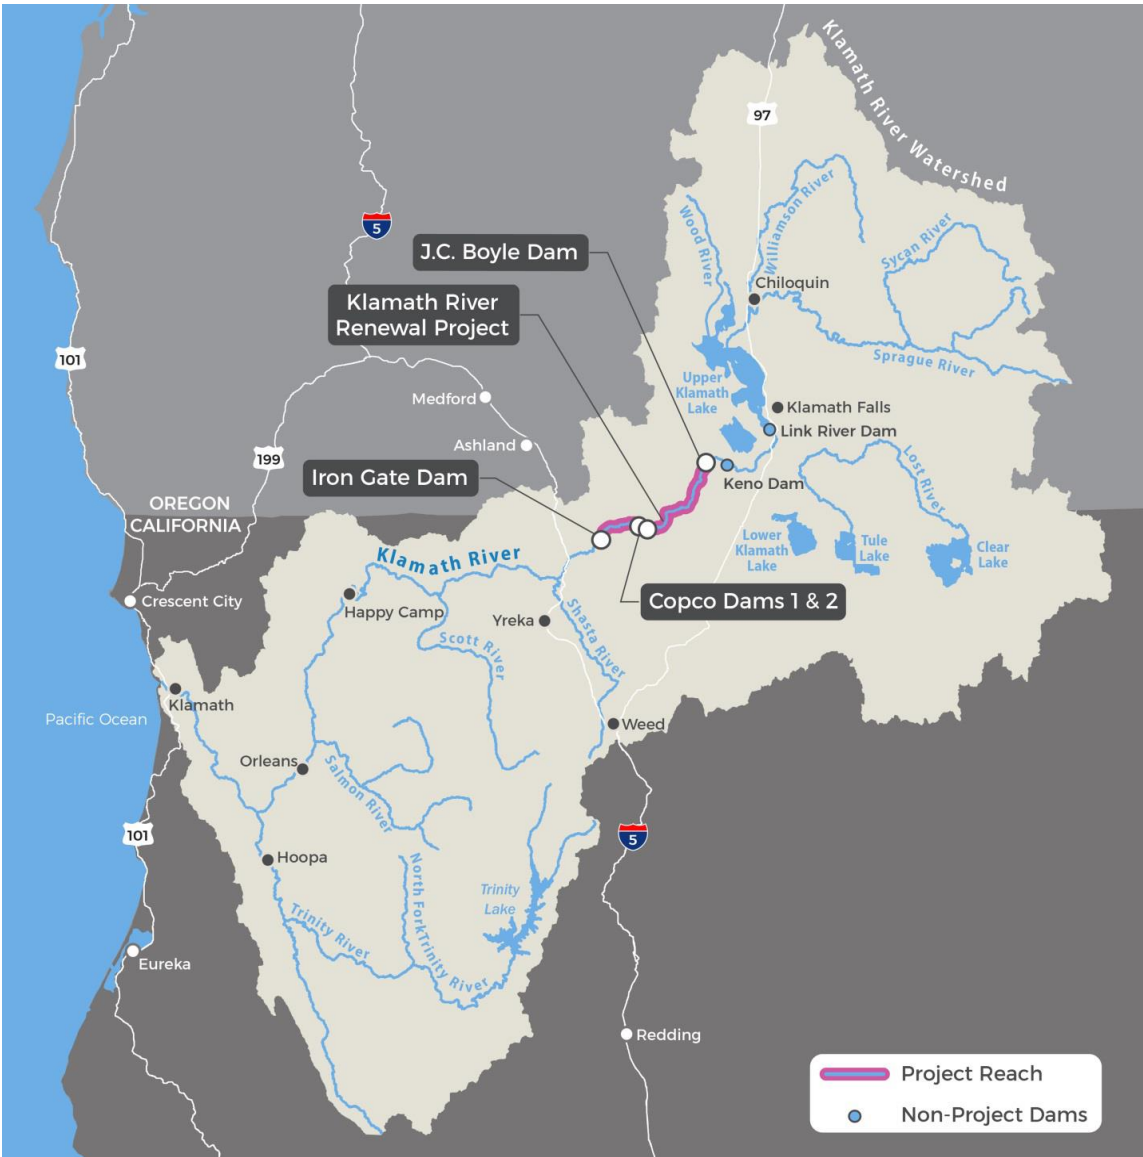 Klamath River Watershed
97
5
J.C. Boyle Dam
Klamath River
Renewal Project
Wood River
Williamson River
Sycan River
Chiloquin
Sprague River
101
Medford
Ashland
199
Upper
Klamath
Lake
Klamath Falls
Link River Dam
Keno Dam
Lost River
Iron Gate Dam
OREGON
CALIFORNIA
Klamath River
Lower
Klamath
Lake
Tule
Lake
Clear
Lake
Crescent City
Happy Camp
Yreka
Shasta River
Copco Dams 1 & 2
Scott River
Klamath
Pacific Ocean
Weed
Orleans
Salmon River
101
5
Hoopa
North Fork Trinity River
Trinity
Lake
Trinity River
Eureka
Redding
Project Reach
Non-Project Dams